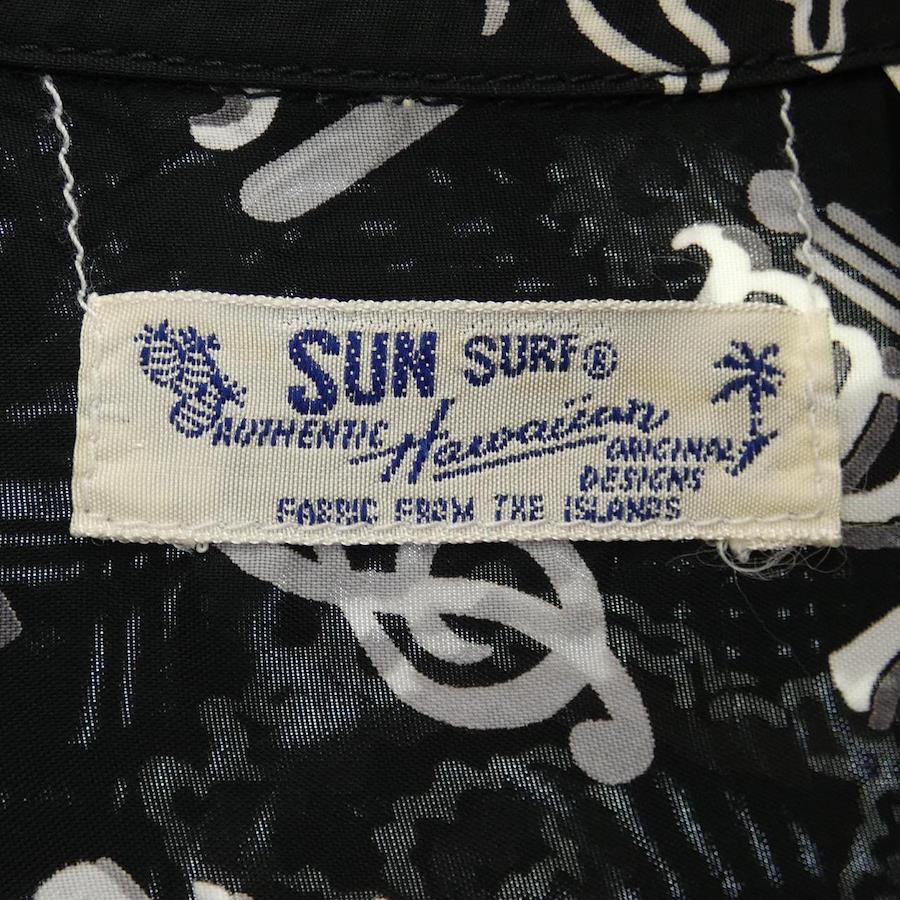 SUN SURF®
AUTHENTIC Hawaiian ORIGINAL
DESIGNS
FABRIC FROM THE ISLANDS